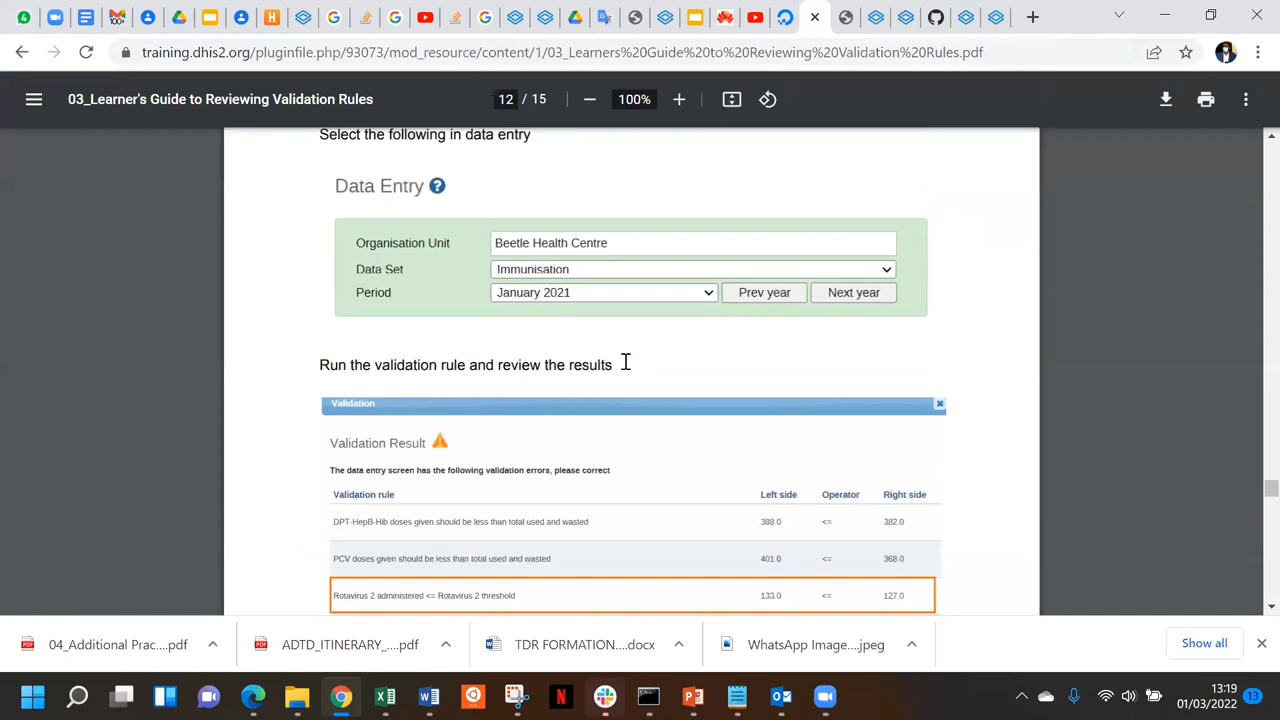 training.dhis2.org/pluginfile.php/93073/mod_resource/content/1/03_Learners%20Guide%20to%20Reviewing%20Validation%20Rules.pdf
03_Learner's Guide to Reviewing Validation Rules
12 / 15
100%
Select the following in data entry
Data Entry ?
Organisation Unit Beetle Health Centre
Data Set Immunisation
Period January 2021 Prev year Next year
Run the validation rule and review the results
Validation
Validation Result
The data entry screen has the following validation errors, please correct
Validation rule Left side Operator Right side
DPT-HepB-Hib doses given should be less than total used and wasted 388.0 <= 382.0
PCV doses given should be less than total used and wasted 401.0 <= 368.0
Rotavirus 2 administered <= Rotavirus 2 threshold 133.0 <= 127.0
04_Additional Prac....pdf ADTD_ITINERARY_....pdf TDR FORMATION....docx WhatsApp Image....jpeg Show all
13:19
01/03/2022 13